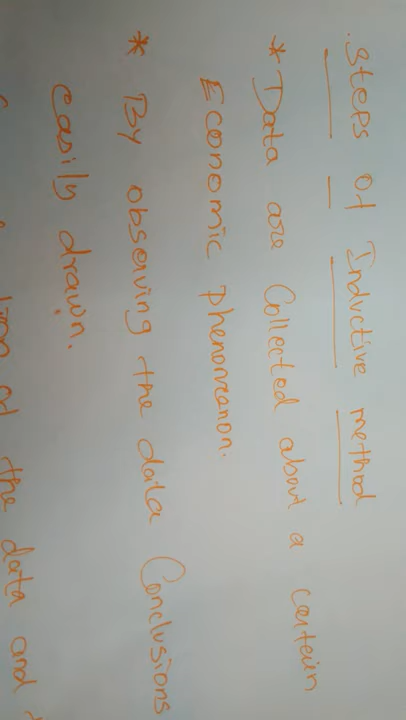 .steps of Inductive method
* Data are Collected about a certein
Economic Phenomenon.
* By observing the data Conclusions
easily drawn.
the data and